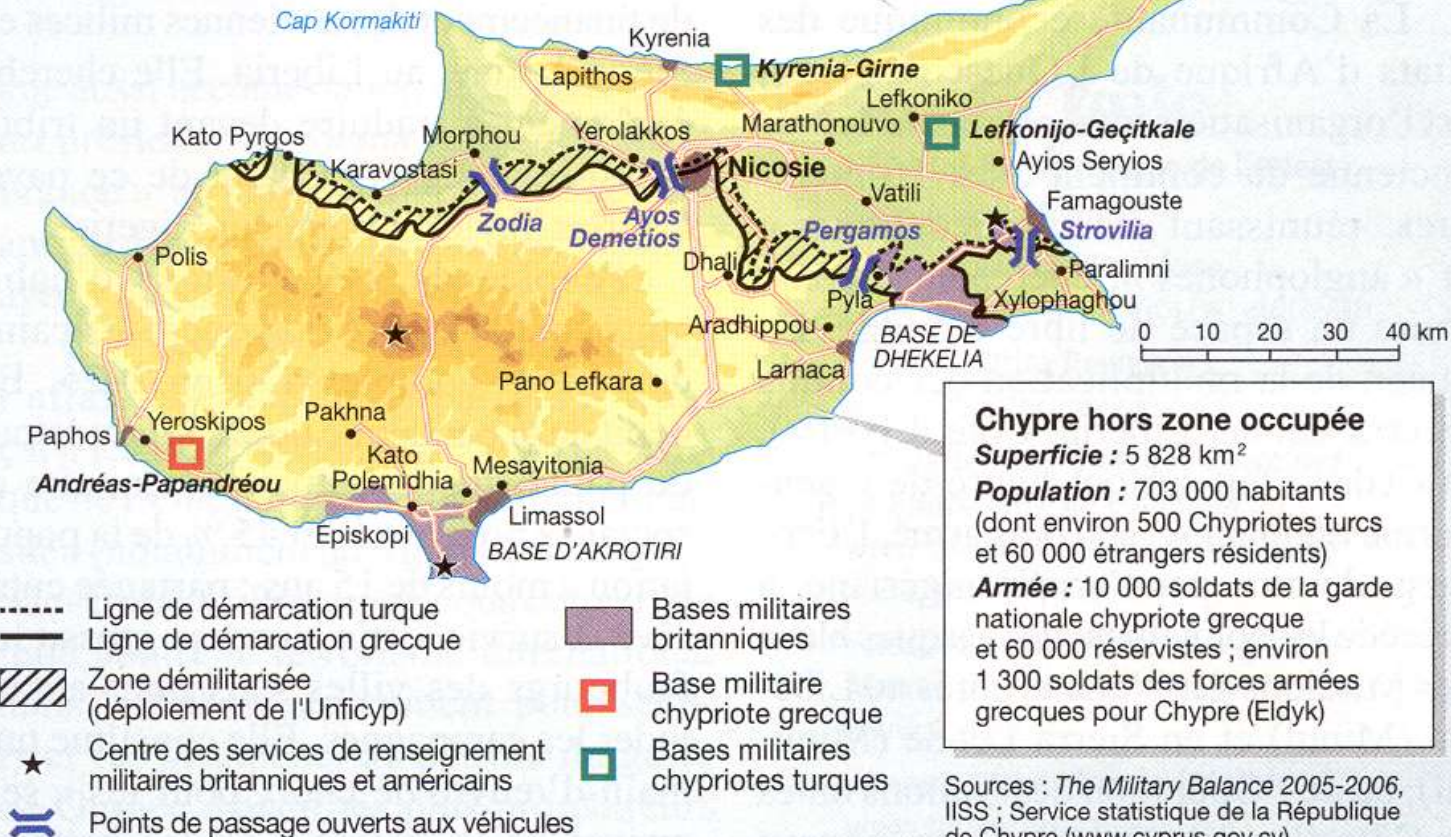 Cap Kormakiti
Kyrenia
Lapithos
Kyrenia-Girne
Lefkoniko
Kato Pyrgos
Morphou
Yerolakkos
Marathonouvo
Lefkonijo-Geçitkale
Karavostasi
Nicosie
Ayios Seryios
Vatili
Zodia
Ayos
Demetios
Pergamos
Famagouste
Strovilia
Polis
Dhali
Paralimni
Pyla
Xylophaghou
Aradhippou
BASE DE
DHEKELIA
0 10 20 30 40 km
Larnaca
Pano Lefkara
Paphos
Yeroskipos
Pakhna
Andréas-Papandréou
Kato
Polemidhia
Mesayitonia
Episkopi
Limassol
BASE D'AKROTIRI
Chypre hors zone occupée
Superficie : 5 828 km²
Population : 703 000 habitants
(dont environ 500 Chypriotes turcs
et 60 000 étrangers résidents)
Armée : 10 000 soldats de la garde
nationale chypriote grecque
et 60 000 réservistes ; environ
1 300 soldats des forces armées
grecques pour Chypre (Eldyk)
Ligne de démarcation turque
Ligne de démarcation grecque
Zone démilitarisée
(déploiement de l'Unficyp)
Centre des services de renseignement
militaires britanniques et américains
Points de passage ouverts aux véhicules
Bases militaires
britanniques
Base militaire
chypriote grecque
Bases militaires
chypriotes turques
Sources : The Military Balance 2005-2006,
IISS ; Service statistique de la République
de Chypre (www.cyprus.gov.cy)